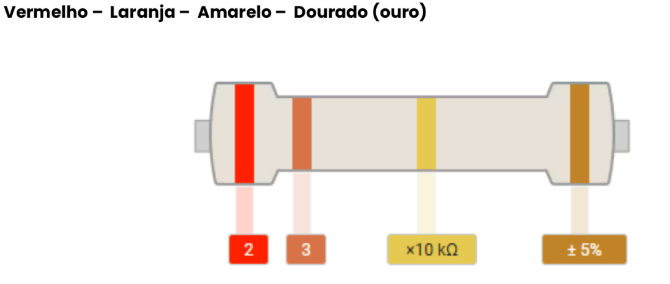 Vermelho – Laranja – Amarelo – Dourado (ouro)
2 3 ×10 kΩ ± 5%